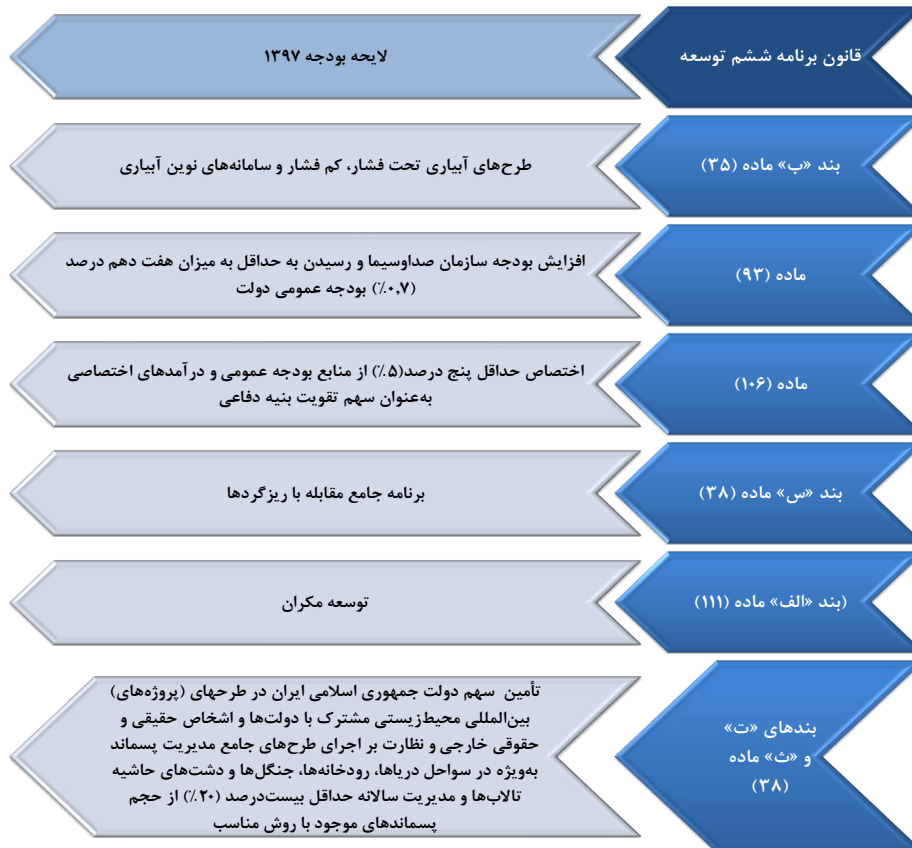 قانون برنامه ششم توسعه
لایحه بودجه ۱۳۹۷
بند «ب» ماده (۳۵)
طرح‌های آبیاری تحت فشار، کم فشار و سامانه‌های نوین آبیاری
ماده (۹۳)
افزایش بودجه سازمان صداوسیما و رسیدن به حداقل به میزان هفت دهم درصد
(۰,۷٪) بودجه عمومی دولت
ماده (۱۰۶)
اختصاص حداقل پنج درصد(۵٪) از منابع بودجه عمومی و درآمدهای اختصاصی
به‌عنوان سهم تقویت بنیه دفاعی
بند «س» ماده (۳۸)
برنامه جامع مقابله با ریزگردها
(بند «الف» ماده (۱۱۱)
توسعه مکران
بندهای «ت»
و «ث» ماده
(۳۸)
تأمین سهم دولت جمهوری اسلامی ایران در طرحهای (پروژه‌های)
بین‌المللی محیط‌زیستی مشترک با دولت‌ها و اشخاص حقیقی و
حقوقی خارجی و نظارت بر اجرای طرح‌های جامع مدیریت پسماند
به‌ویژه در سواحل دریاها، رودخانه‌ها، جنگل‌ها و دشت‌های حاشیه
تالاب‌ها و مدیریت سالانه حداقل بیست‌درصد (۲۰٪) از حجم
پسماندهای موجود با روش مناسب